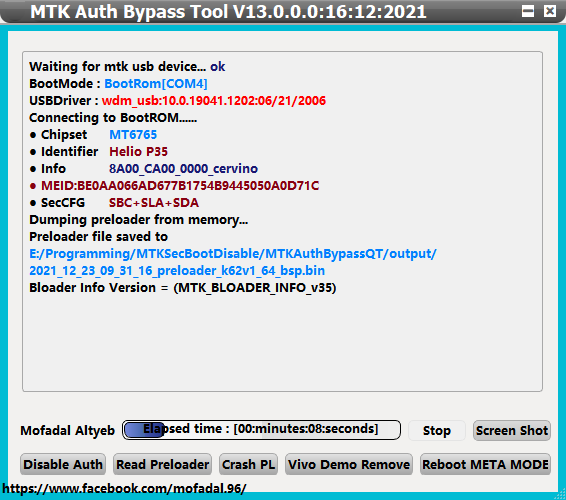 MTK Auth Bypass Tool V13.0.0.0:16:12:2021
Waiting for mtk usb device... ok
BootMode : BootRom[COM4]
USBDriver : wdm_usb:10.0.19041.1202:06/21/2006
Connecting to BootROM......
● Chipset MT6765
● Identifier Helio P35
● Info 8A00_CA00_0000_cervino
● MEID:BE0AA066AD677B1754B9445050A0D71C
● SecCFG SBC+SLA+SDA
Dumping preloader from memory...
Preloader file saved to
E:/Programming/MTKSecBootDisable/MTKAuthBypassQT/output/
2021_12_23_09_31_16_preloader_k62v1_64_bsp.bin
Bloader Info Version = (MTK_BLOADER_INFO_v35)
Mofadal Altyeb Elapsed time : [00:minutes:08:seconds] Stop Screen Shot
Disable Auth Read Preloader Crash PL Vivo Demo Remove Reboot META MODE
https://www.facebook.com/mofadal.96/